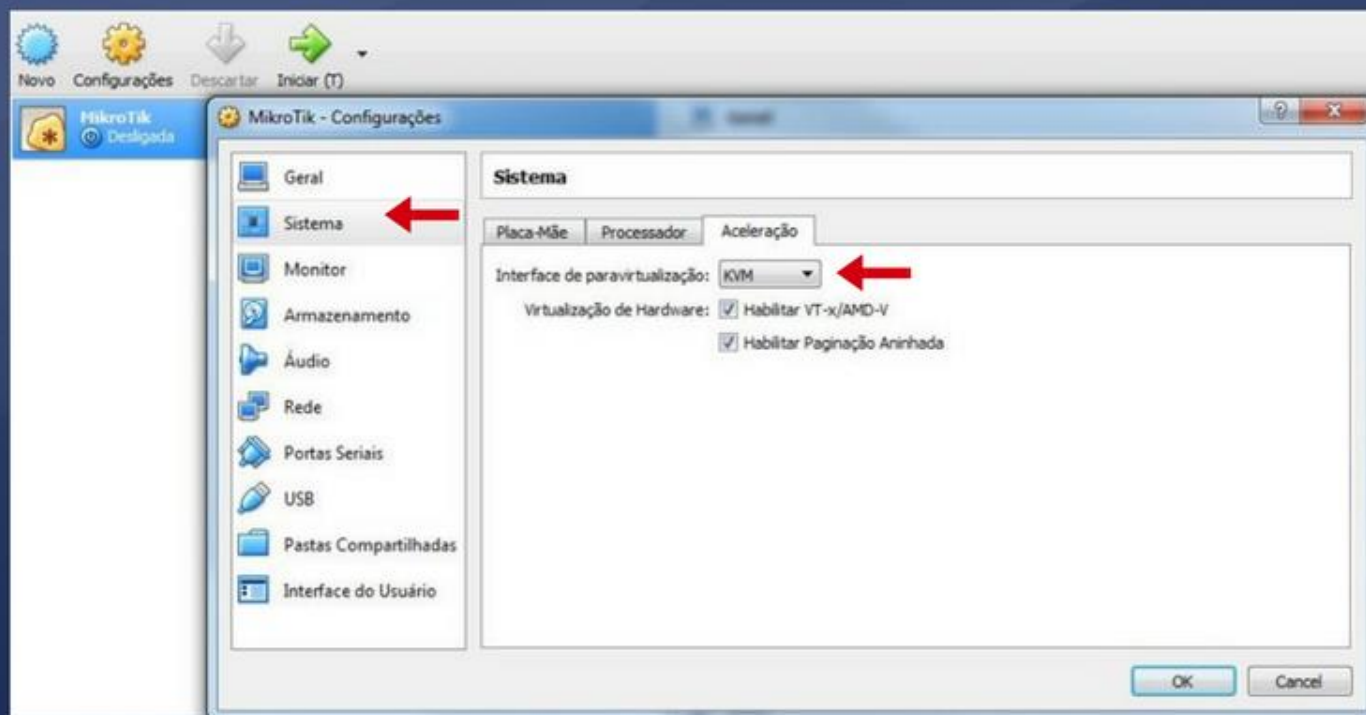 Novo Configurações Descartar Iniciar (T)
MikroTik
Desligada
MikroTik - Configurações
Geral
Sistema
Monitor
Armazenamento
Áudio
Rede
Portas Seriais
USB
Pastas Compartilhadas
Interface do Usuário
Sistema
Placa-Mãe Processador Aceleração
Interface de paravirtualização: KVM
Virtualização de Hardware: Habilitar VT-x/AMD-V
Habilitar Paginação Aninhada
OK Cancel